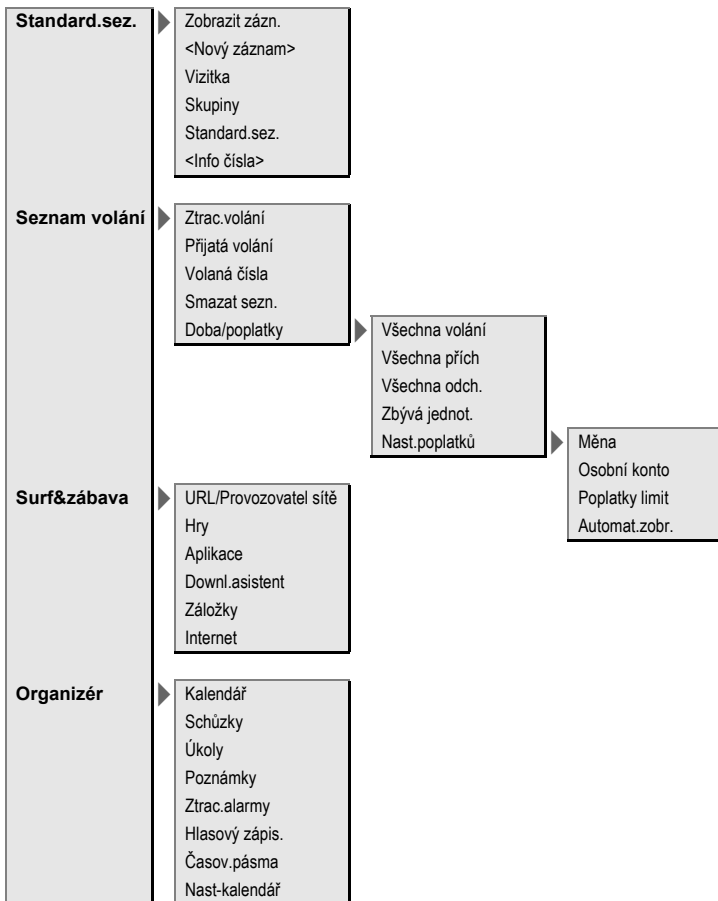 Standard.sez.
Zobrazit zázn.
<Nový záznam>
Vizitka
Skupiny
Standard.sez.
<Info čísla>
Seznam volání
Ztrac.volání
Přijatá volání
Volaná čísla
Smazat sezn.
Doba/poplatky
Všechna volání
Všechna přích
Všechna odch.
Zbývá jednot.
Nast.poplatků
Měna
Osobní konto
Poplatky limit
Automat.zobr.
Surf&zábava
URL/Provozovatel sítě
Hry
Aplikace
Downl.asistent
Záložky
Internet
Organizér
Kalendář
Schůzky
Úkoly
Poznámky
Ztrac.alarmy
Hlasový zápis.
Časov.pásma
Nast-kalendář